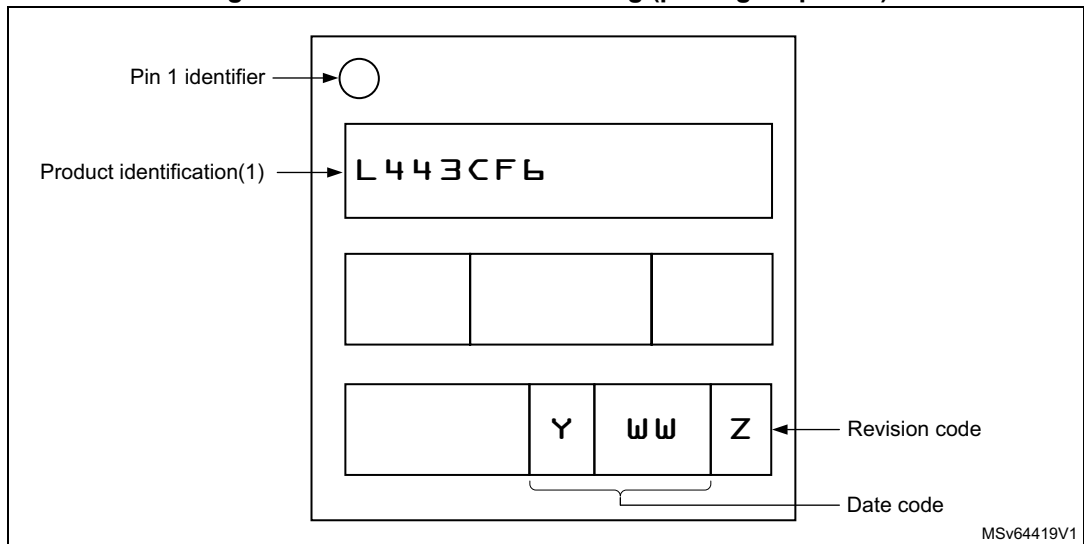 Pin 1 identifier
Product identification(1)
L443CF6
Y WW Z
Revision code
Date code
MSv64419V1